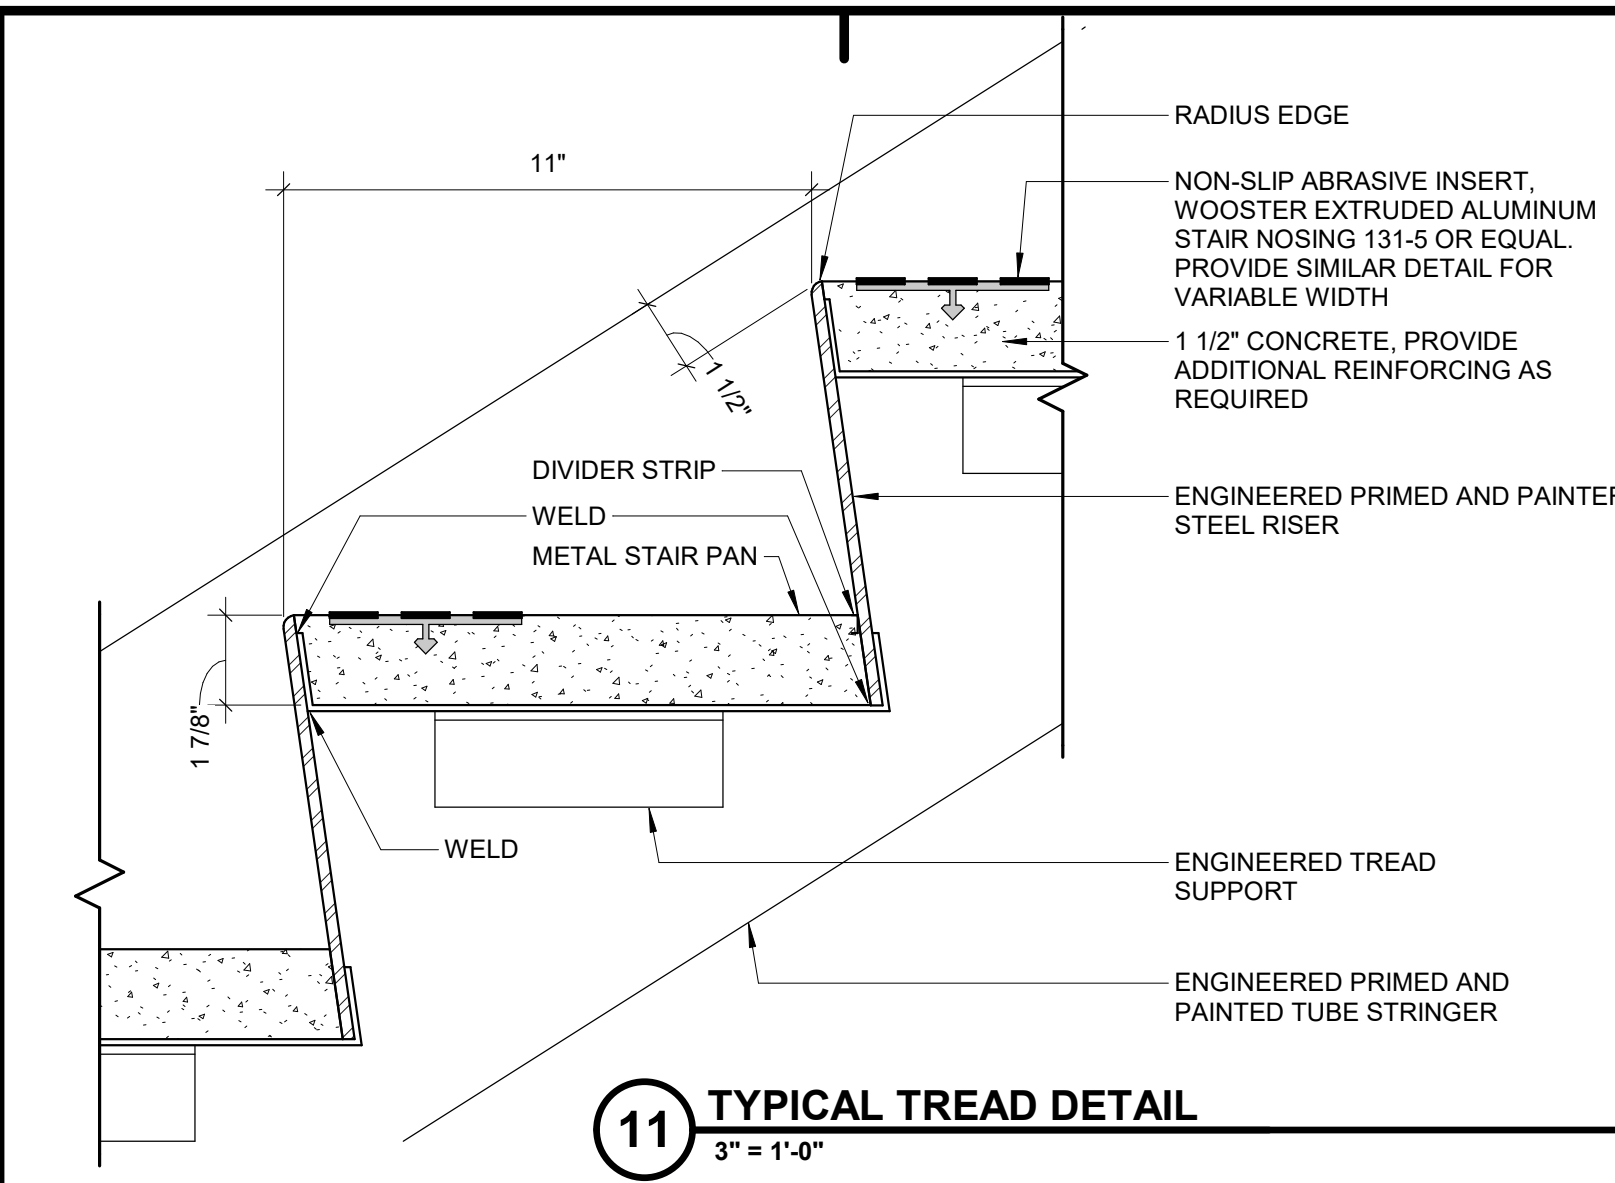 RADIUS EDGE
11"
NON-SLIP ABRASIVE INSERT,
WOOSTER EXTRUDED ALUMINUM
STAIR NOSING 131-5 OR EQUAL.
PROVIDE SIMILAR DETAIL FOR
VARIABLE WIDTH
1 1/2" CONCRETE, PROVIDE
ADDITIONAL REINFORCING AS
REQUIRED
1 1/2"
DIVIDER STRIP
WELD
METAL STAIR PAN
ENGINEERED PRIMED AND
STEEL RISER
1 7/8"
WELD
ENGINEERED TREAD
SUPPORT
ENGINEERED PRIMED AND
PAINTED TUBE STRINGER
11
TYPICAL TREAD DETAIL
3" = 1'-0"